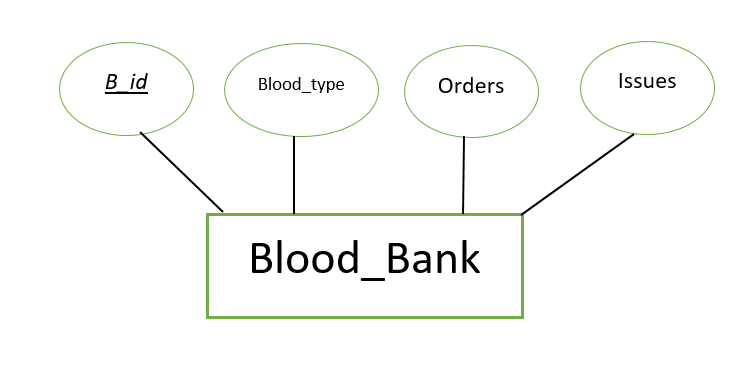 B_id
Blood_type
Orders
Issues
Blood_Bank